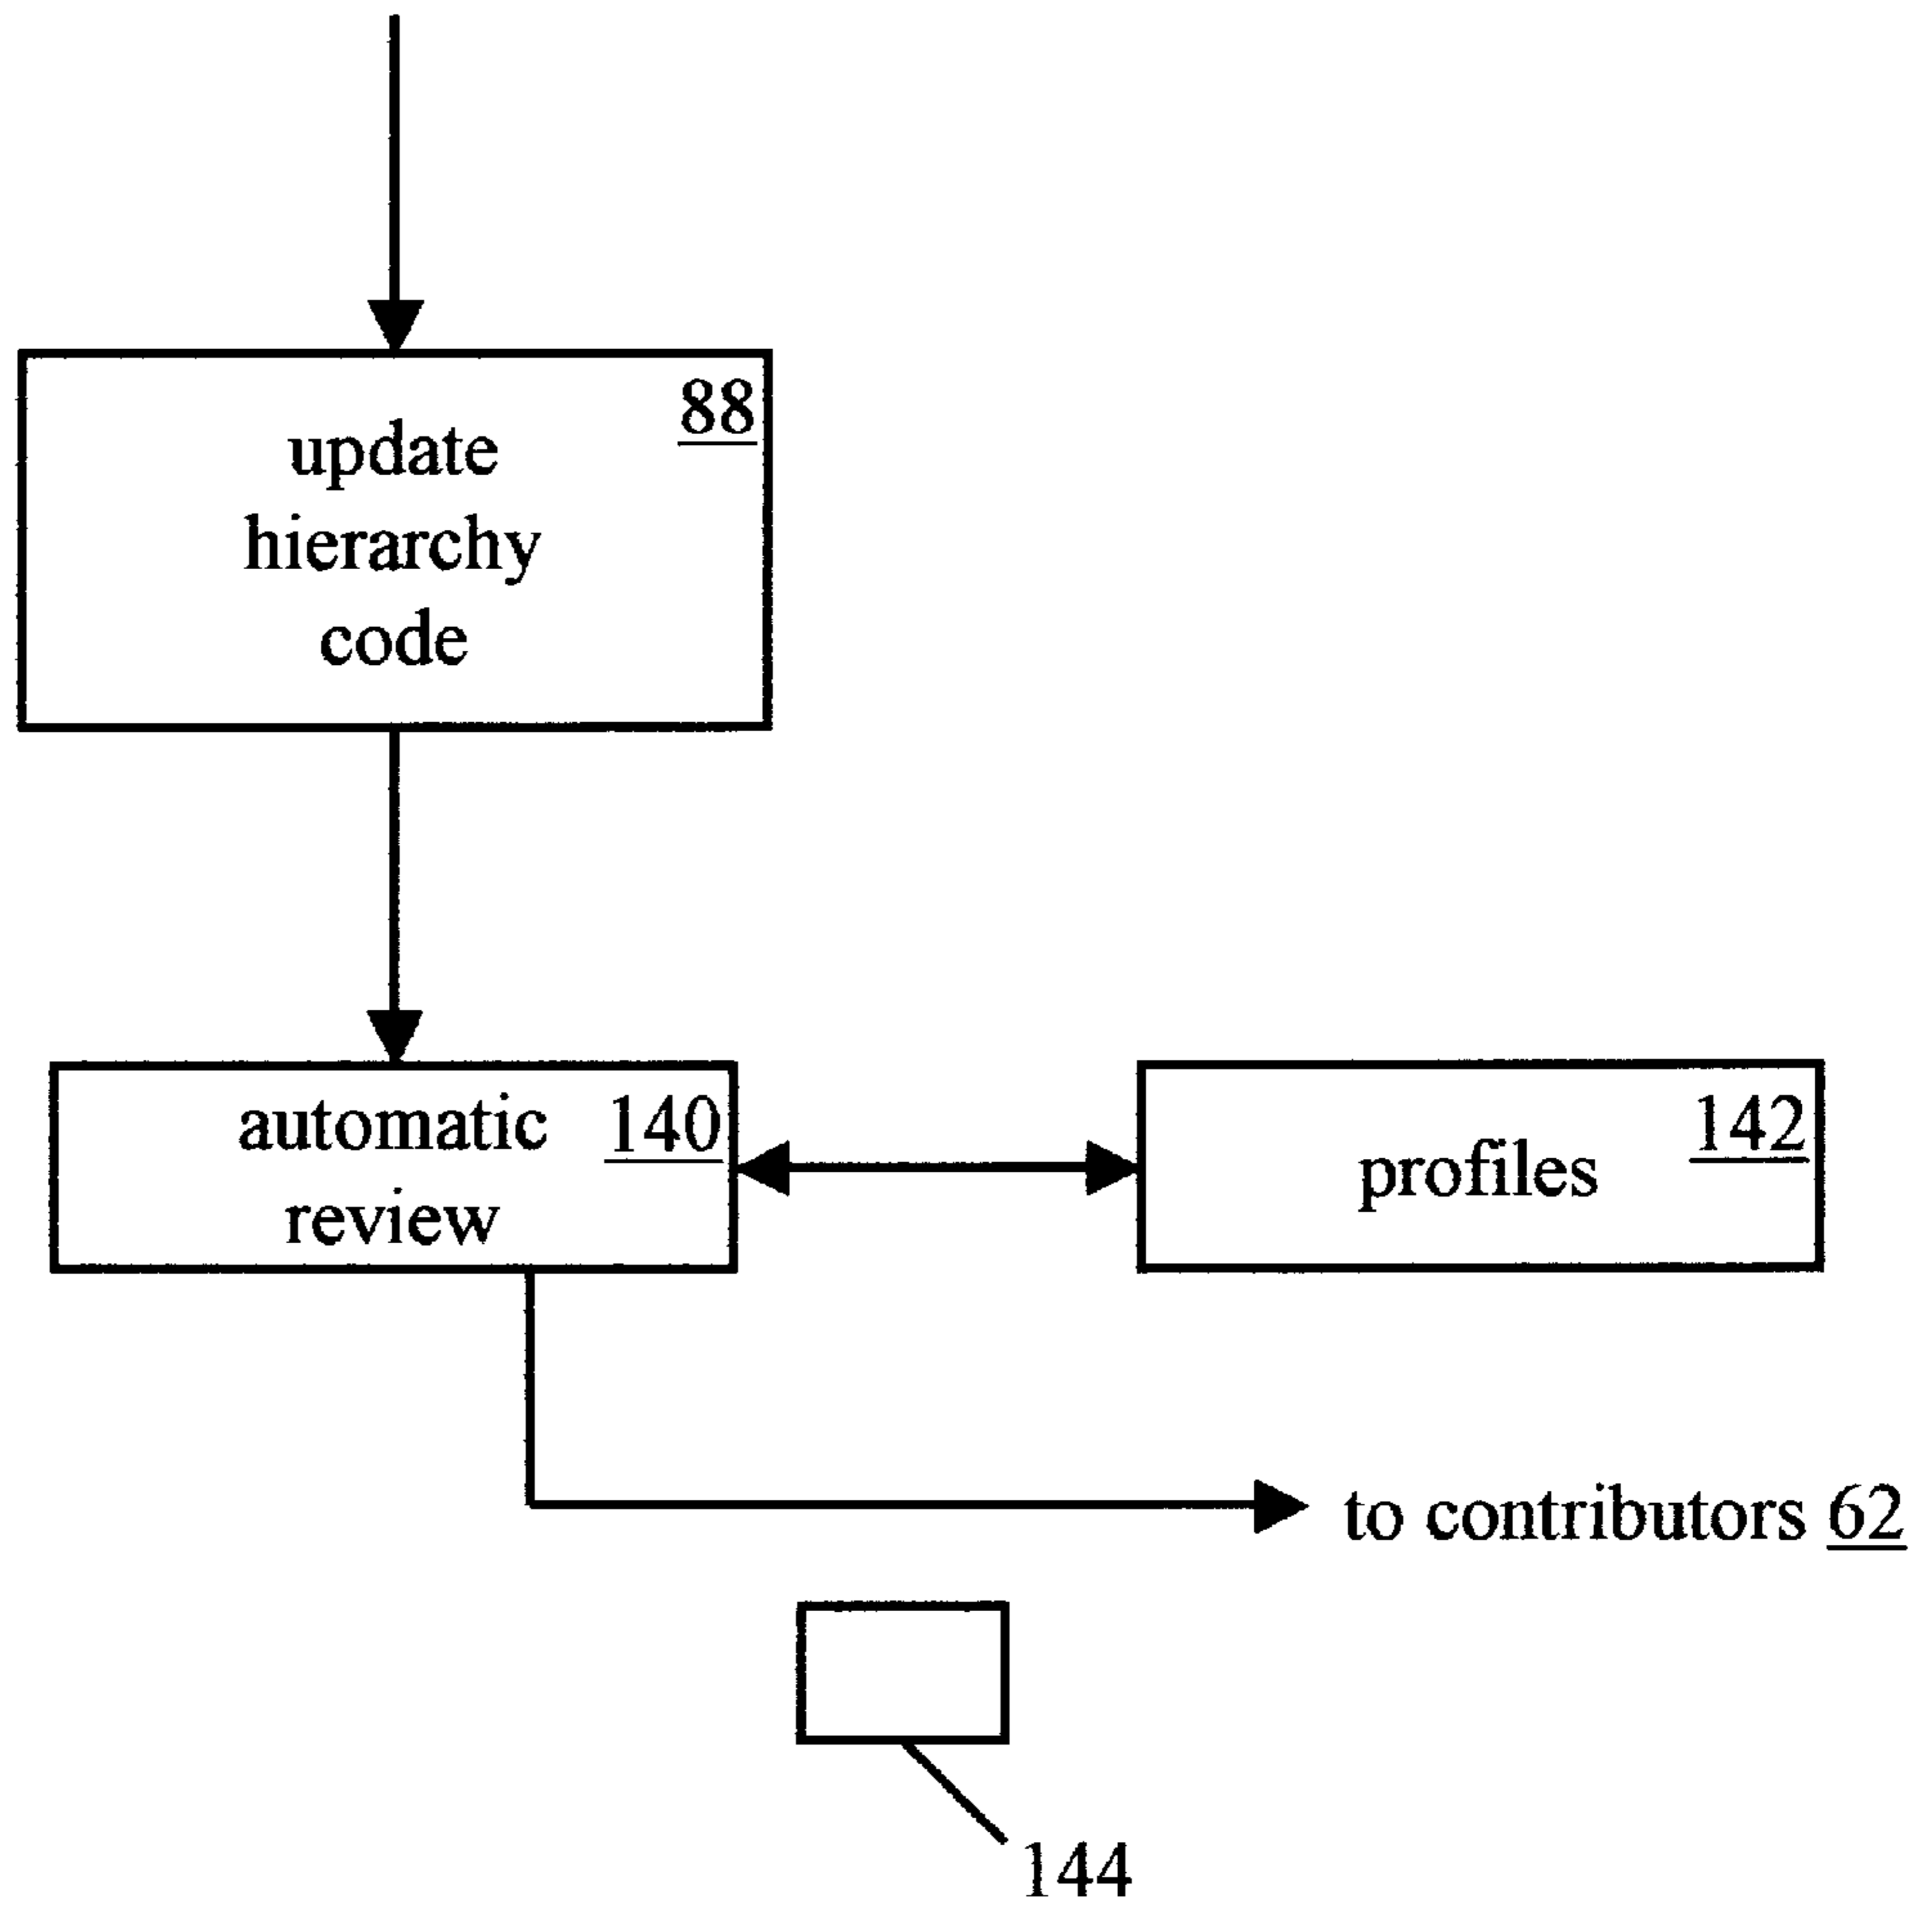 88
update
hierarchy
code
automatic 140
review
142
profiles
to contributors 62
144